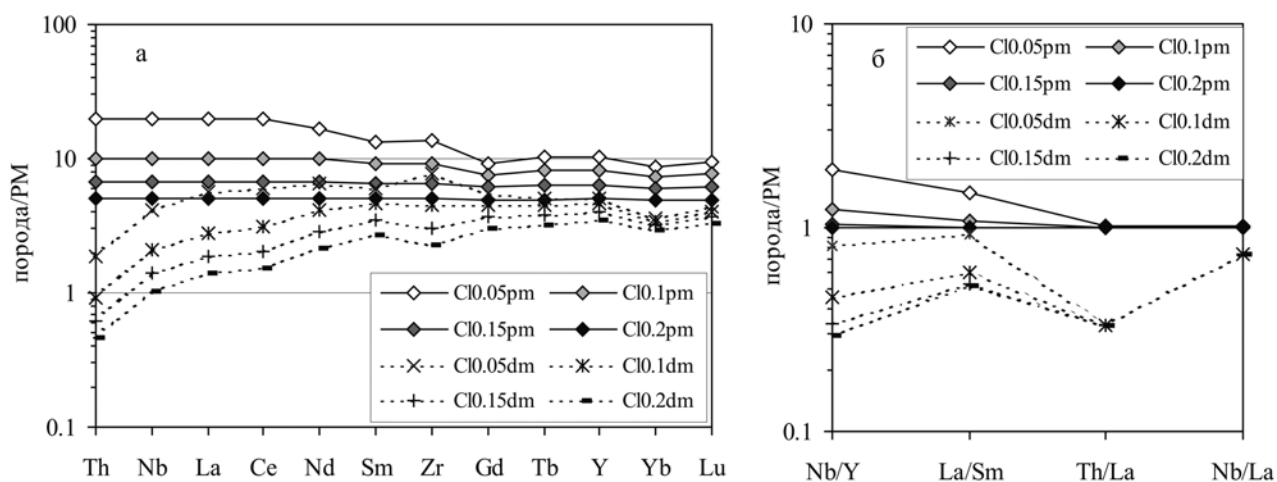 100
10
1
0.1
порода/РМ
а
Cl0.05pm Cl0.1pm
Cl0.15pm Cl0.2pm
Cl0.05dm Cl0.1dm
Cl0.15dm Cl0.2dm
Th Nb La Ce Nd Sm Zr Gd Tb Y Yb Lu
10
1
0.1
порода/РМ
б
Cl0.05pm Cl0.1pm
Cl0.15pm Cl0.2pm
Cl0.05dm Cl0.1dm
Cl0.15dm Cl0.2dm
Nb/Y La/Sm Th/La Nb/La